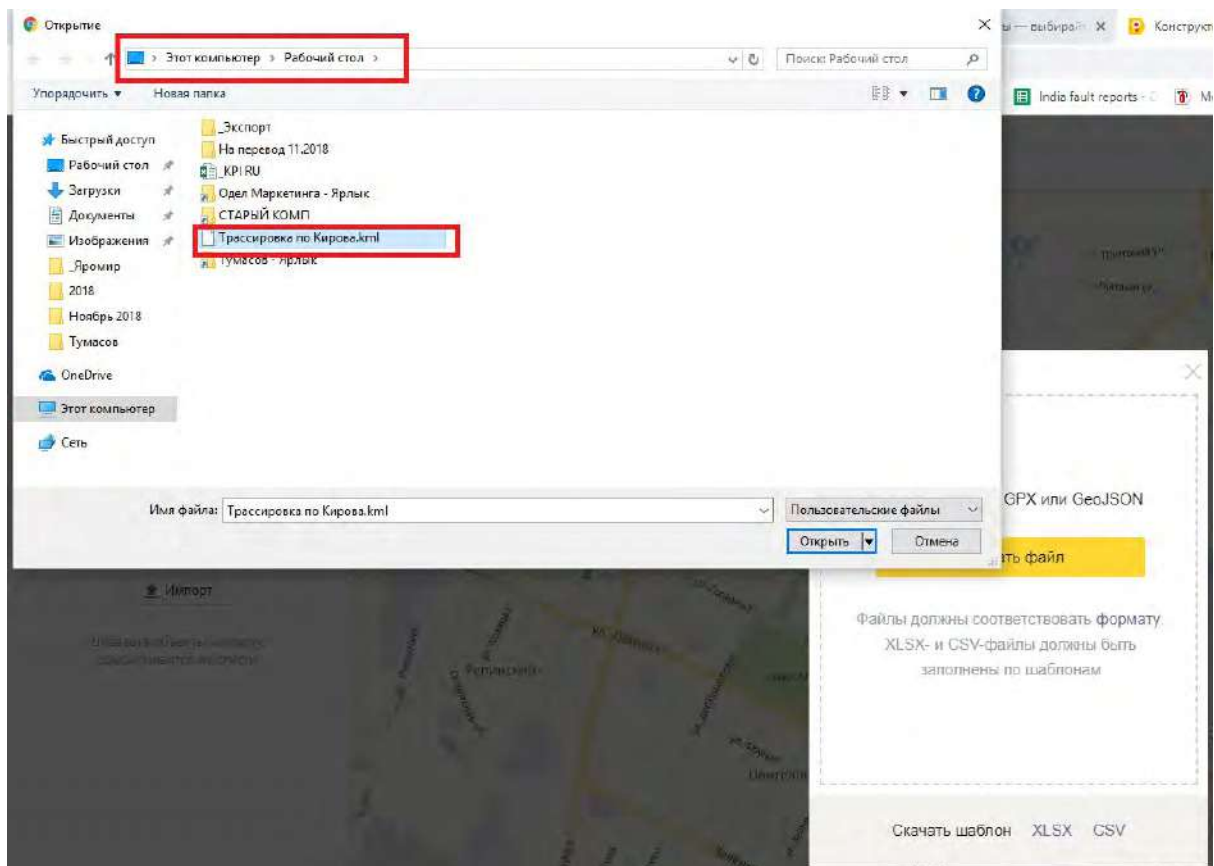 Открытие
ы — выбирай
Конструкт
Этот компьютер › Рабочий стол ›
Поиск: Рабочий стол
Упорядочить
Новая папка
India fault reports -
Быстрый доступ
Рабочий стол
Загрузки
Документы
Изображения
_Яромир
2018
Ноябрь 2018
Тумасов
OneDrive
Этот компьютер
Сеть
_Экспорт
На перевод 11.2018
_KPI RU
Одел Маркетинга - Ярлык
СТАРЫЙ КОМП
Трассировка по Кирова.kml
Тумасов - Ярлык
Имя файла: Трассировка по Кирова.kml
Пользовательские файлы
Открыть
Отмена
GPX или GeoJSON
ать файл
Файлы должны соответствовать формату.
XLSX- и CSV-файлы должны быть
заполнены по шаблонам
Скачать шаблон XLSX CSV
Импорт